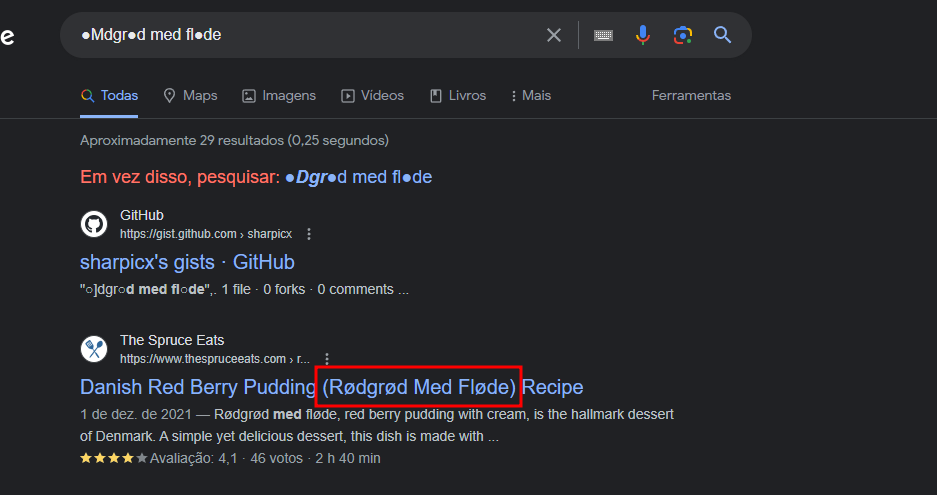 e
●Mdgr●d med fl●de
Todas Maps Imagens Vídeos Livros Mais Ferramentas
Aproximadamente 29 resultados (0,25 segundos)
Em vez disso, pesquisar: ●Dgr●d med fl●de
GitHub
https://gist.github.com › sharpicx
sharpicx's gists · GitHub
"○]dgr○d med fl○de",. 1 file · 0 forks · 0 comments ...
The Spruce Eats
https://www.thespruceeats.com › r...
Danish Red Berry Pudding (Rødgrød Med Fløde) Recipe
1 de dez. de 2021 — Rødgrød med fløde, red berry pudding with cream, is the hallmark dessert
of Denmark. A simple yet delicious dessert, this dish is made with ...
Avaliação: 4,1 · 46 votos · 2 h 40 min